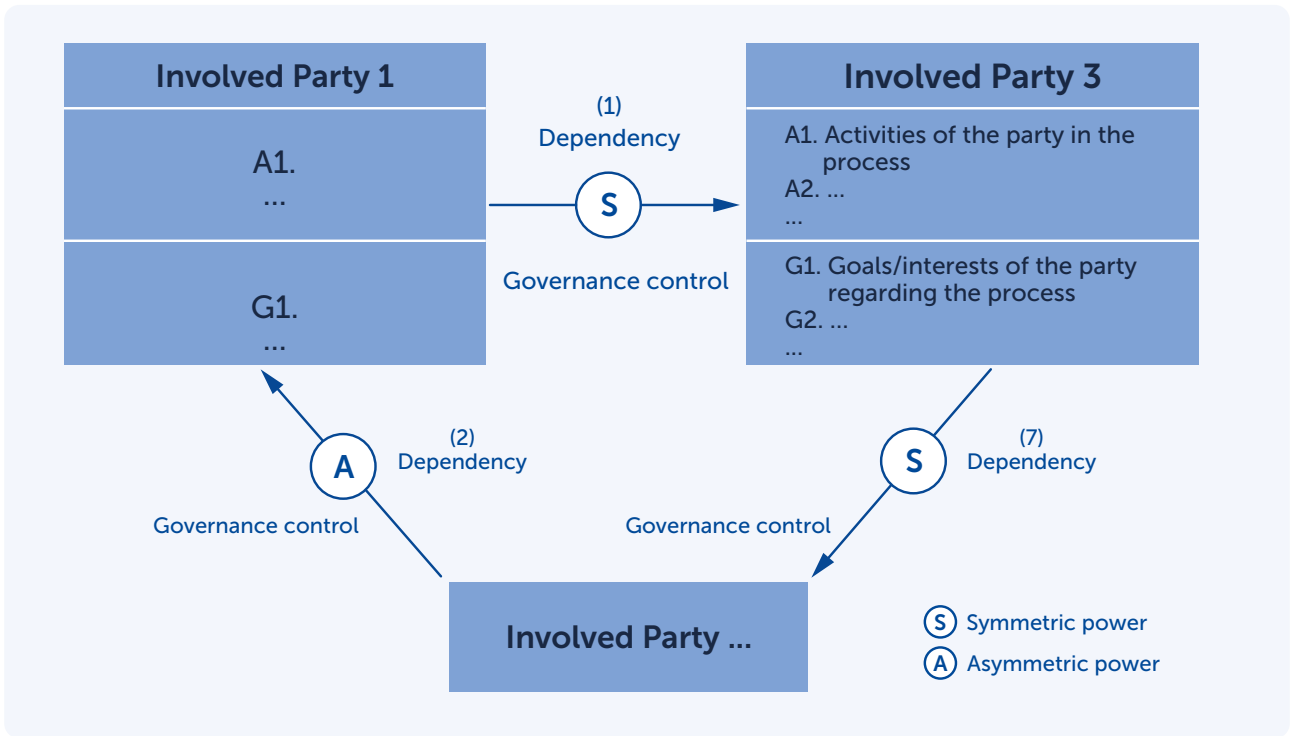 Involved Party 1
A1.
...
G1.
...
(1)
Dependency
S
Governance control
Involved Party 3
A1. Activities of the party in the
process
A2. ...
...
G1. Goals/interests of the party
regarding the process
G2. ...
...
A
(2)
Dependency
Governance control
S
(7)
Dependency
Governance control
Involved Party ...
S Symmetric power
A Asymmetric power